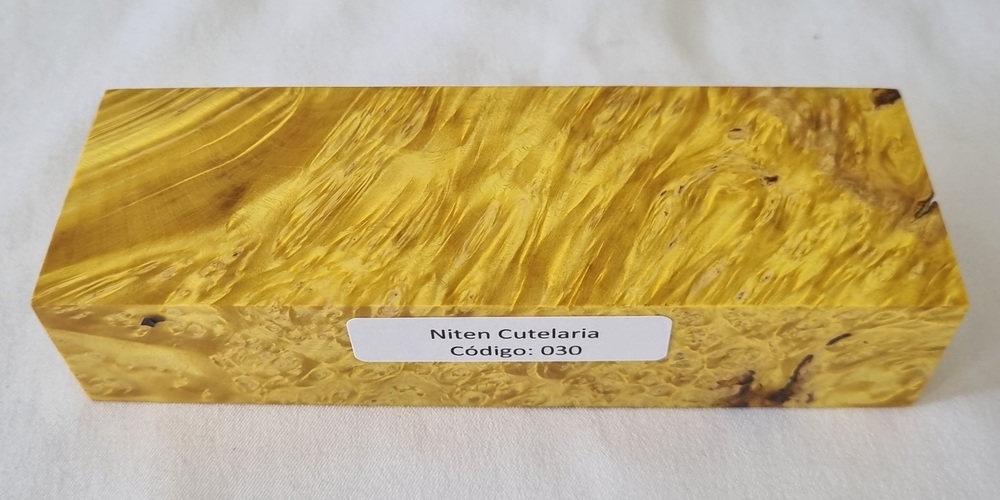 Niten Cutelaria
Código: 030